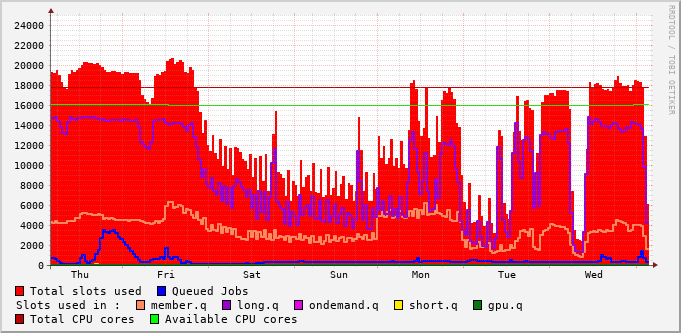 24000
22000
20000
18000
16000
14000
12000
10000
8000
6000
4000
2000
0
Thu Fri Sat Sun Mon Tue Wed
Total slots used Queued Jobs
Slots used in : member.q long.q ondemand.q short.q gpu.q
Total CPU cores Available CPU cores
RRDTOOL / TOBI OETIKER